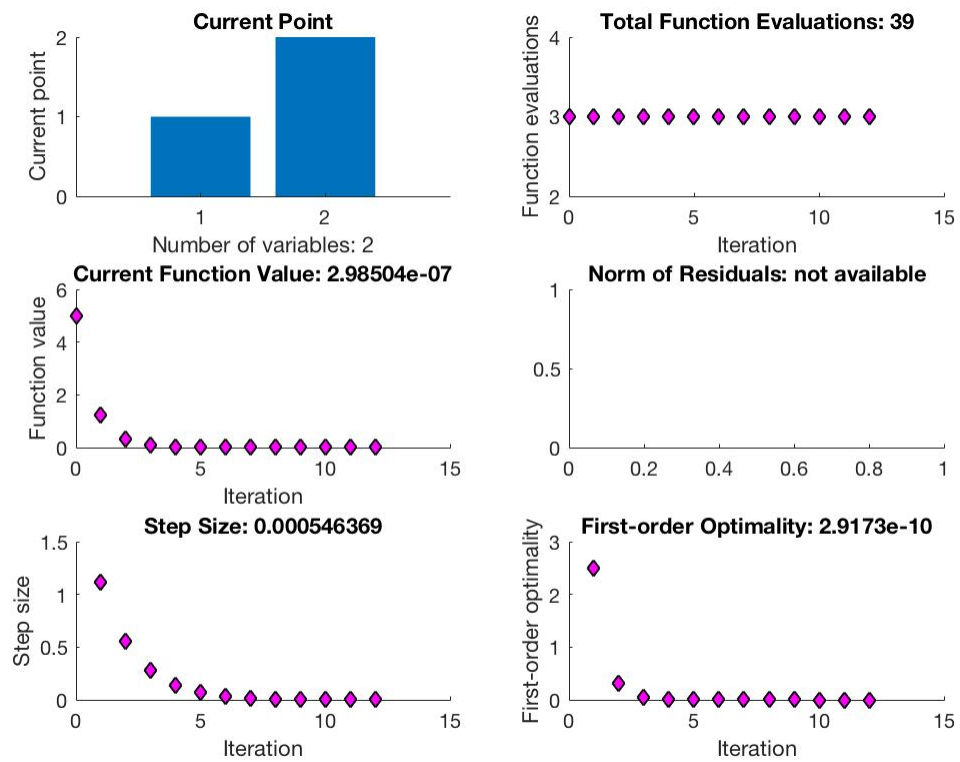 Current Point
Current point
2
1
0
1 2
Number of variables: 2
Total Function Evaluations: 39
Function evaluations
4
3
2
0 5 10 15
Iteration
Current Function Value: 2.98504e-07
Function value
6
4
2
0
0 5 10 15
Iteration
Norm of Residuals: not available
1
0.5
0
0 0.2 0.4 0.6 0.8 1
Step Size: 0.000546369
Step size
1.5
1
0.5
0
0 5 10 15
Iteration
First-order Optimality: 2.9173e-10
First-order optimality
3
2
1
0
0 5 10 15
Iteration